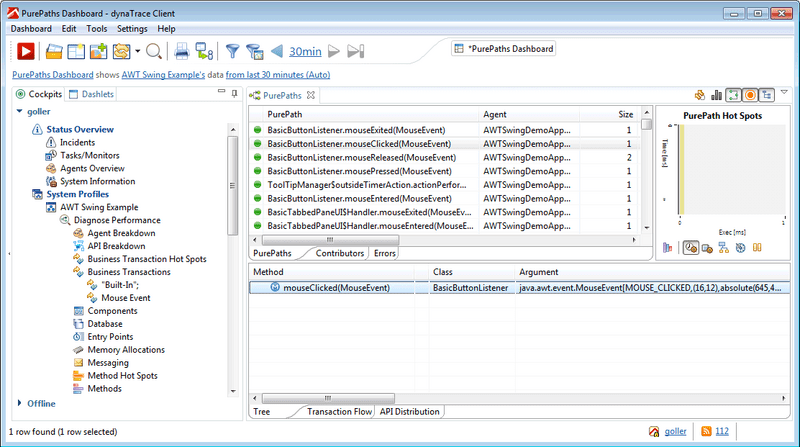 PurePaths Dashboard - dynaTrace Client
Dashboard Edit Tools Settings Help
30min
*PurePaths Dashboard
PurePaths Dashboard shows AWT Swing Example's data from last 30 minutes (Auto)
Cockpits Dashlets
goller
Status Overview
Incidents
Tasks/Monitors
Agents Overview
System Information
System Profiles
AWT Swing Example
Diagnose Performance
Agent Breakdown
API Breakdown
Business Transaction Hot Spots
Business Transactions
"Built-In";
Mouse Event
Components
Database
Entry Points
Memory Allocations
Messaging
Method Hot Spots
Methods
Offline
PurePaths
PurePath Agent Size
BasicButtonListener.mouseExited(MouseEvent) AWTSwingDemoApp... 1
BasicButtonListener.mouseClicked(MouseEvent) AWTSwingDemoApp... 1
BasicButtonListener.mouseReleased(MouseEvent) AWTSwingDemoApp... 2
BasicButtonListener.mousePressed(MouseEvent) AWTSwingDemoApp... 1
ToolTipManager$outsideTimerAction.actionPerfor... AWTSwingDemoApp... 1
BasicButtonListener.mouseEntered(MouseEvent) AWTSwingDemoApp... 1
BasicTabbedPaneUI$Handler.mouseExited(MouseEv... AWTSwingDemoApp... 1
BasicTabbedPaneUI$Handler.mouseEntered(MouseEv... AWTSwingDemoApp... 1
PurePaths Contributors Errors
PurePath Hot Spots
Time [ms]
0 1
Exec [ms]
Method Class Argument
mouseClicked(MouseEvent) BasicButtonListener java.awt.event.MouseEvent[MOUSE_CLICKED,(16,12),absolute(645,4...
Tree Transaction Flow API Distribution
1 row found (1 row selected)
goller 112